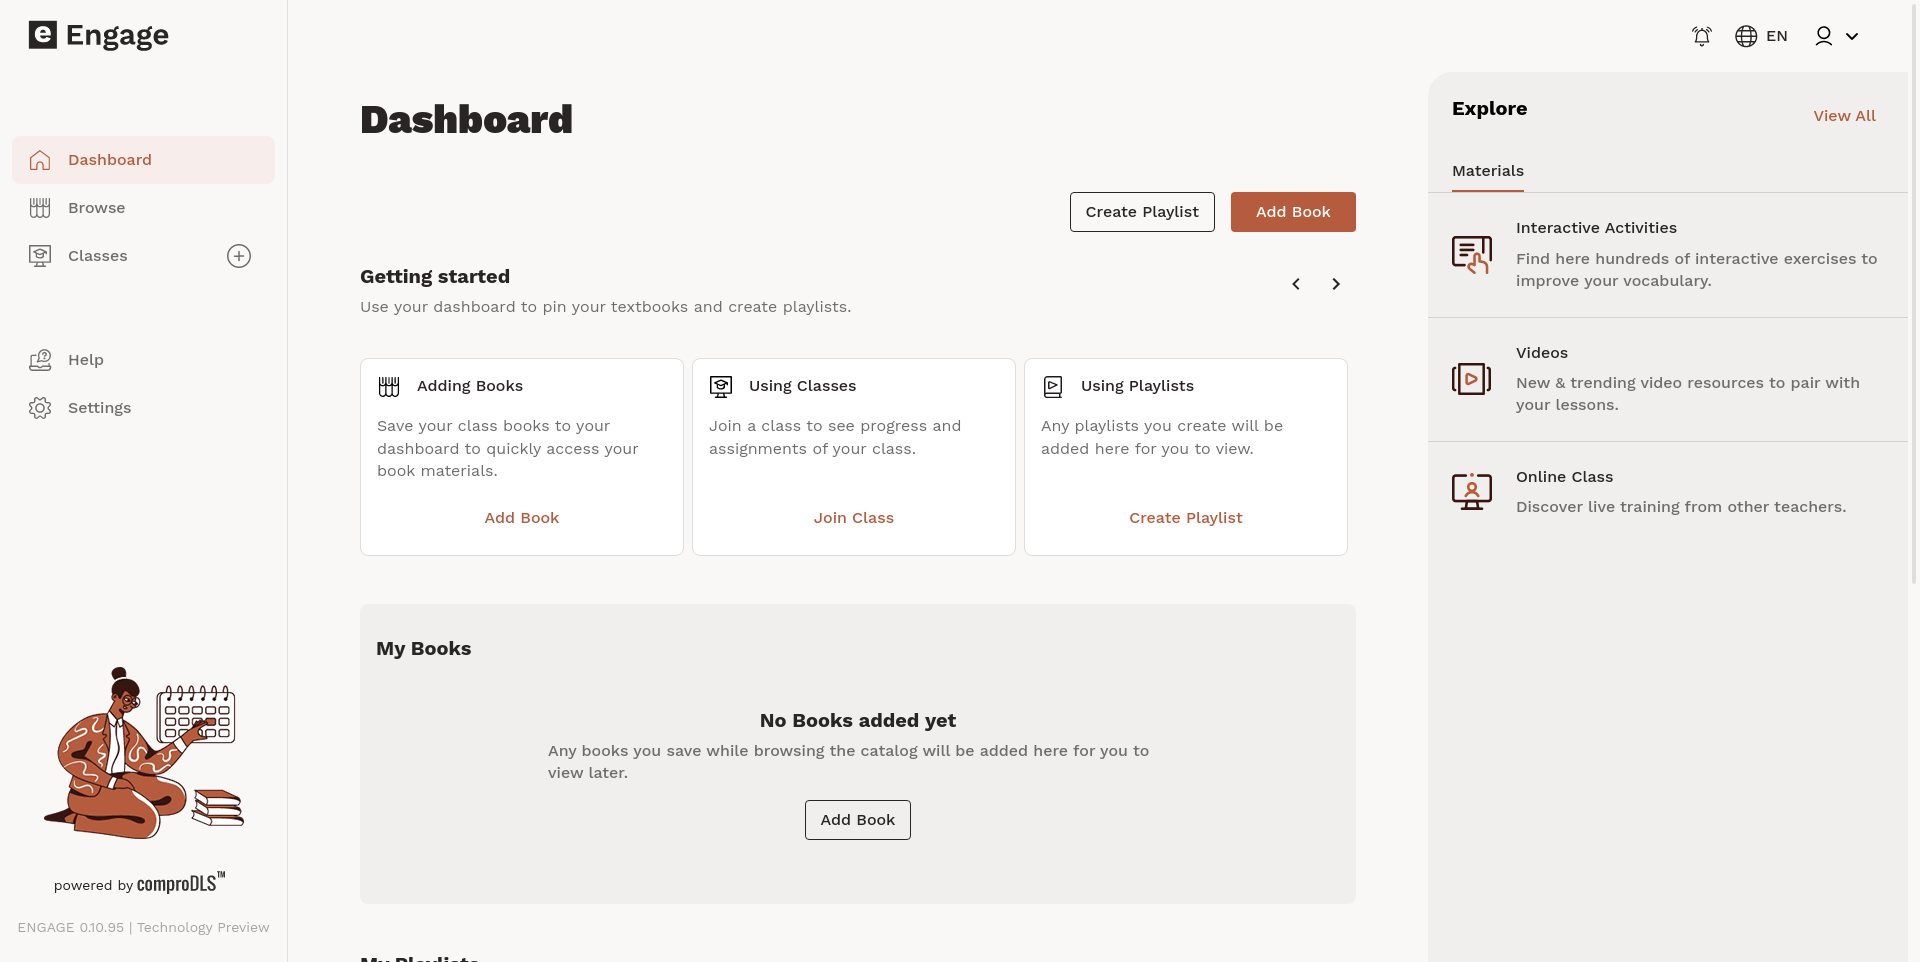 e Engage
EN
Dashboard
Browse
Classes
Help
Settings
powered by comproDLS™
ENGAGE 0.10.95 | Technology Preview
Dashboard
Create Playlist
Add Book
Getting started
Use your dashboard to pin your textbooks and create playlists.
Adding Books
Save your class books to your
dashboard to quickly access your
book materials.
Add Book
Using Classes
Join a class to see progress and
assignments of your class.
Join Class
Using Playlists
Any playlists you create will be
added here for you to view.
Create Playlist
My Books
No Books added yet
Any books you save while browsing the catalog will be added here for you to
view later.
Add Book
My Playlists
Explore
View All
Materials
Interactive Activities
Find here hundreds of interactive exercises to
improve your vocabulary.
Videos
New & trending video resources to pair with
your lessons.
Online Class
Discover live training from other teachers.